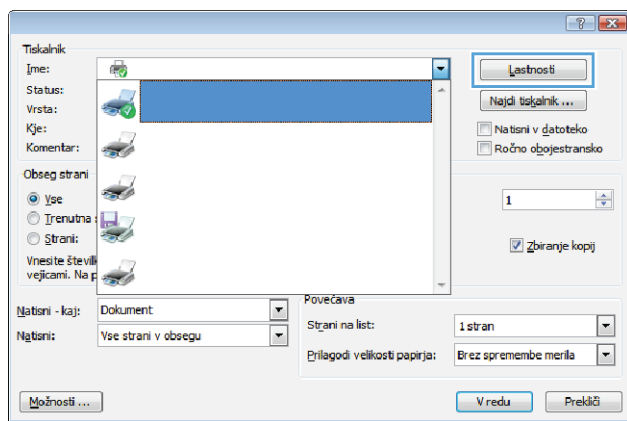 Tiskalnik
Ime:
Lastnosti
Status:
Najdi tiskalnik ...
Vrsta:
Kje:
Natisni v datoteko
Komentar:
Ročno obojestransko
Obseg strani
Vse
1
Trenutna
Strani:
Zbiranje kopij
Vnesite števil
vejicami. Na p
Natisni - kaj:
Dokument
Povečava
Natisni:
Vse strani v obsegu
Strani na list:
1 stran
Prilagodi velikosti papirja:
Brez spremembe merila
Možnosti ...
V redu
Prekliči